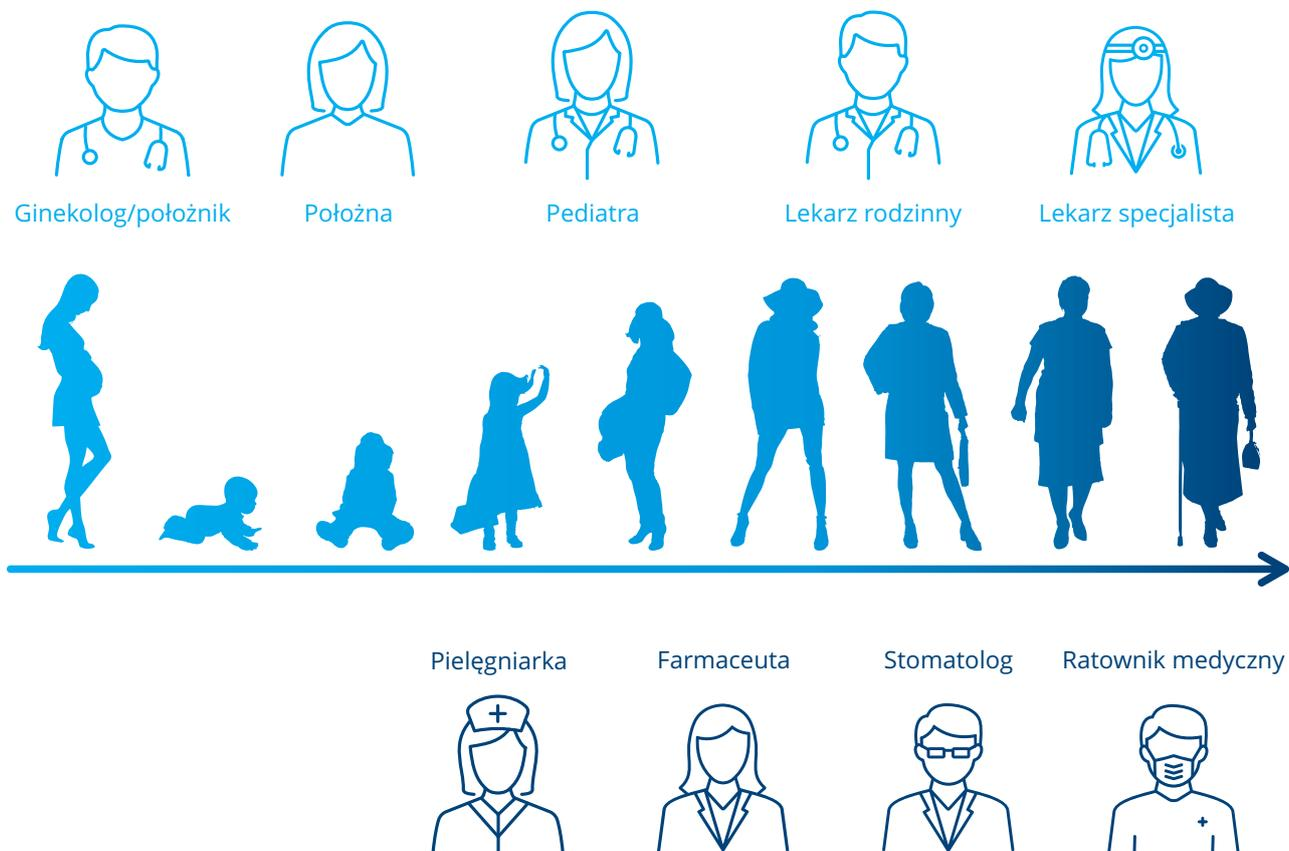 Ginekolog/położnik
Położna
Pediatra
Lekarz rodzinny
Lekarz specjalista
Pielęgniarka
Farmaceuta
Stomatolog
Ratownik medyczny